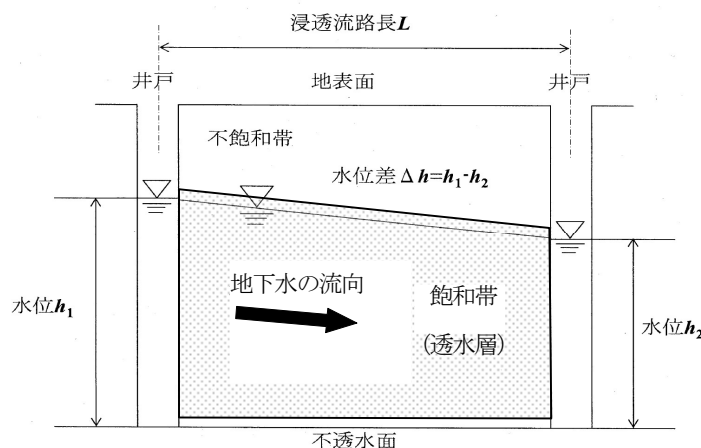 浸透流路長L
井戸
地表面
井戸
不飽和帯
水位差Δh=h₁-h₂
地下水の流向
飽和帯
(透水層)
水位h₁
水位h₂
不透水面